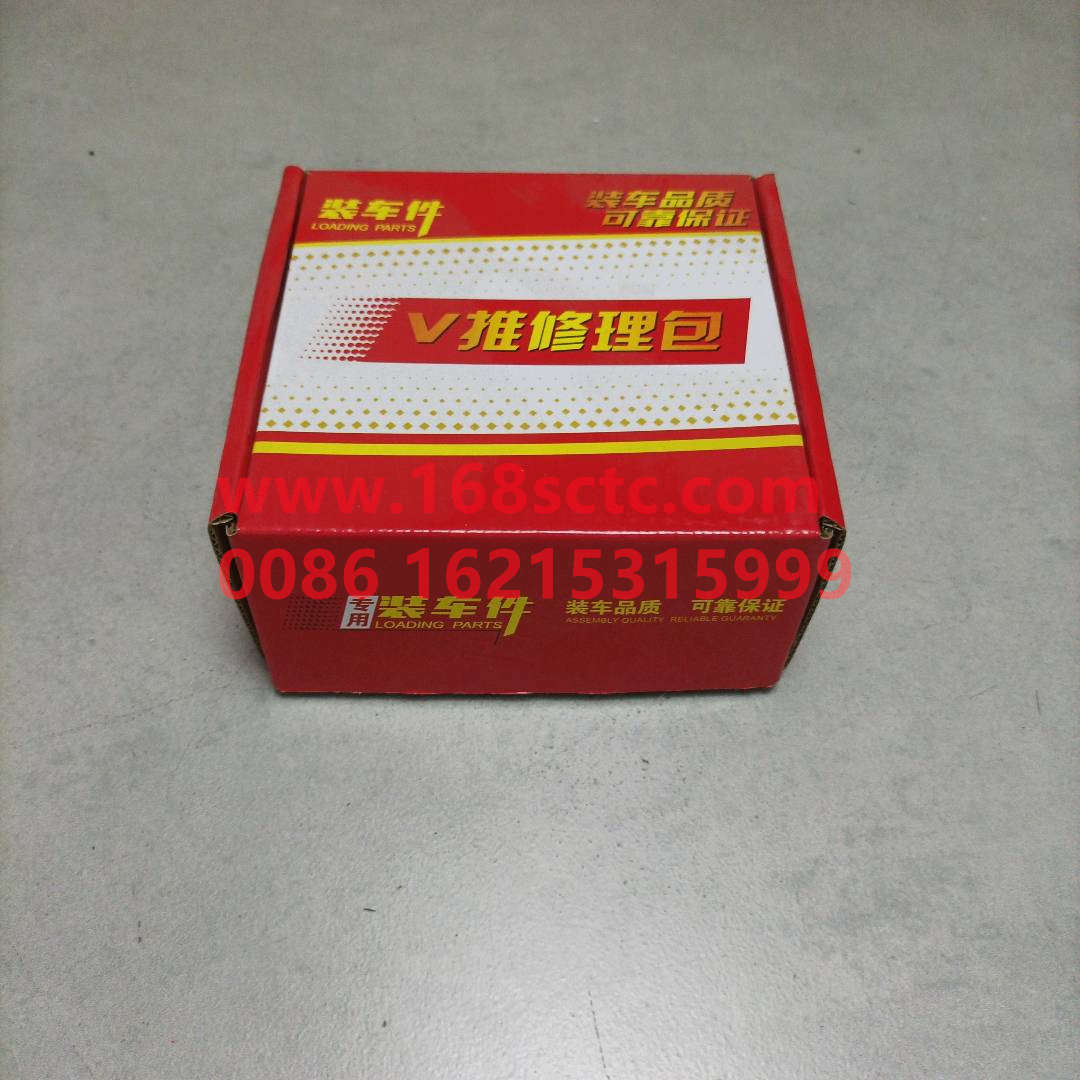 装车件
LOADING PARTS
装车品质
可靠保证
V推修理包
www.168sctc.com
0086 16215315999
专用
装车件
LOADING PARTS
装车品质 可靠保证
ASSEMBLY QUALITY RELIABLE GUARANTY